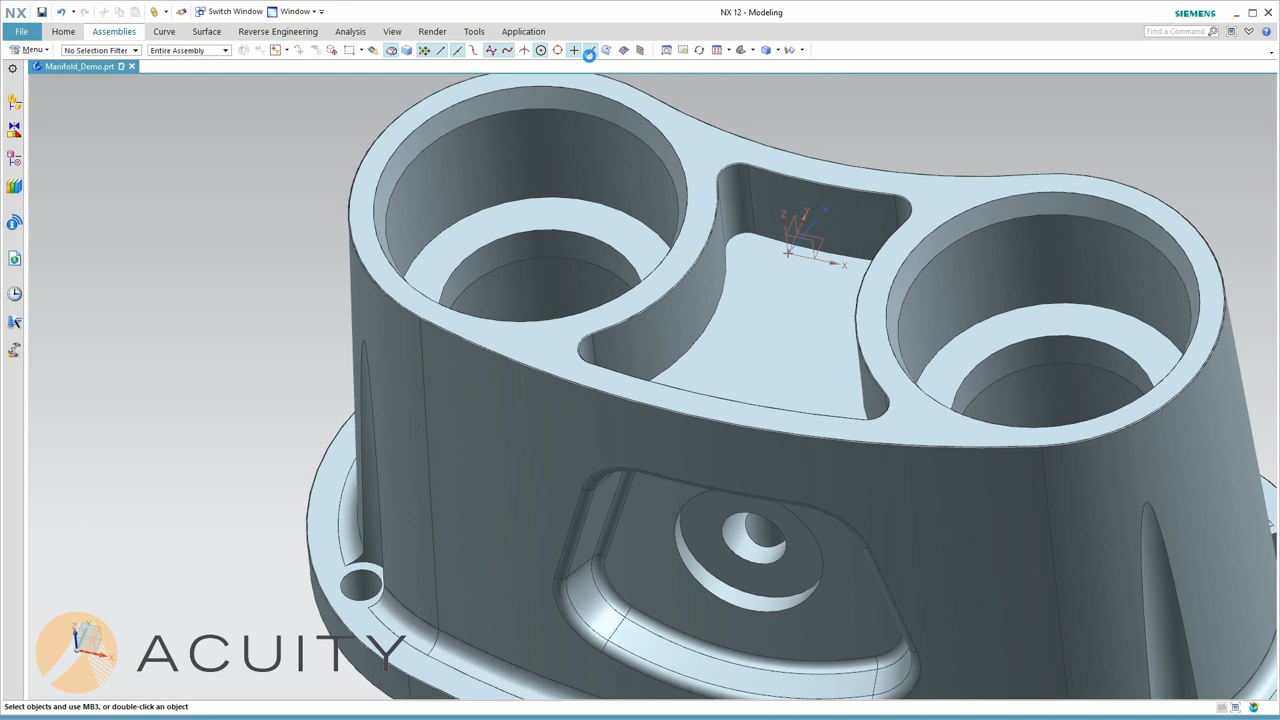 NX Switch Window Window NX 12 - Modeling SIEMENS
File Home Assemblies Curve Surface Reverse Engineering Analysis View Render Tools Application Find a Command
Menu No Selection Filter Entire Assembly
Manifold_Demo.prt
Z Y X
ACUITY
Select objects and use MB3, or double-click an object